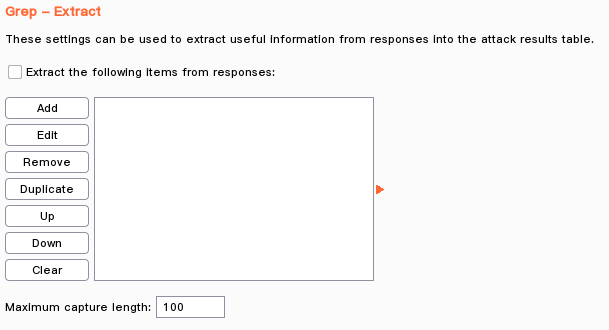 Grep – Extract
These settings can be used to extract useful information from responses into the attack results table.
Extract the following items from responses:
Add
Edit
Remove
Duplicate
Up
Down
Clear
Maximum capture length: 100